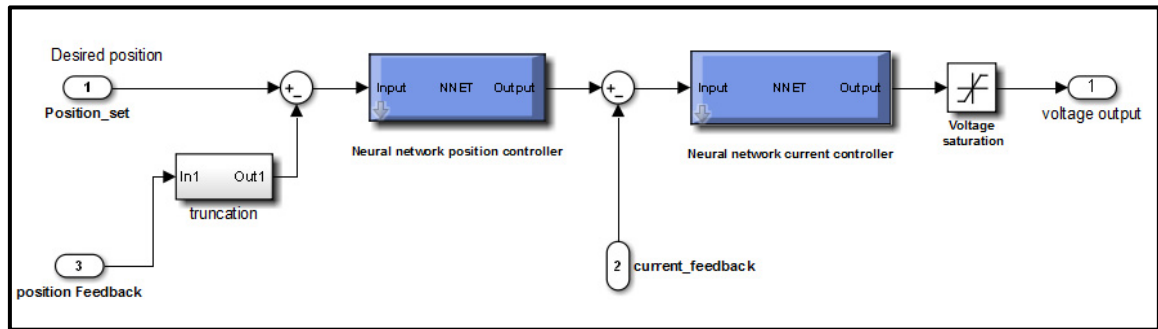 Desired position
1
Position_set
+
-
Input NNET Output
Neural network position controller
+
-
Input NNET Output
Neural network current controller
Voltage
saturation
1
voltage output
In1 Out1
truncation
3
position Feedback
2
current_feedback